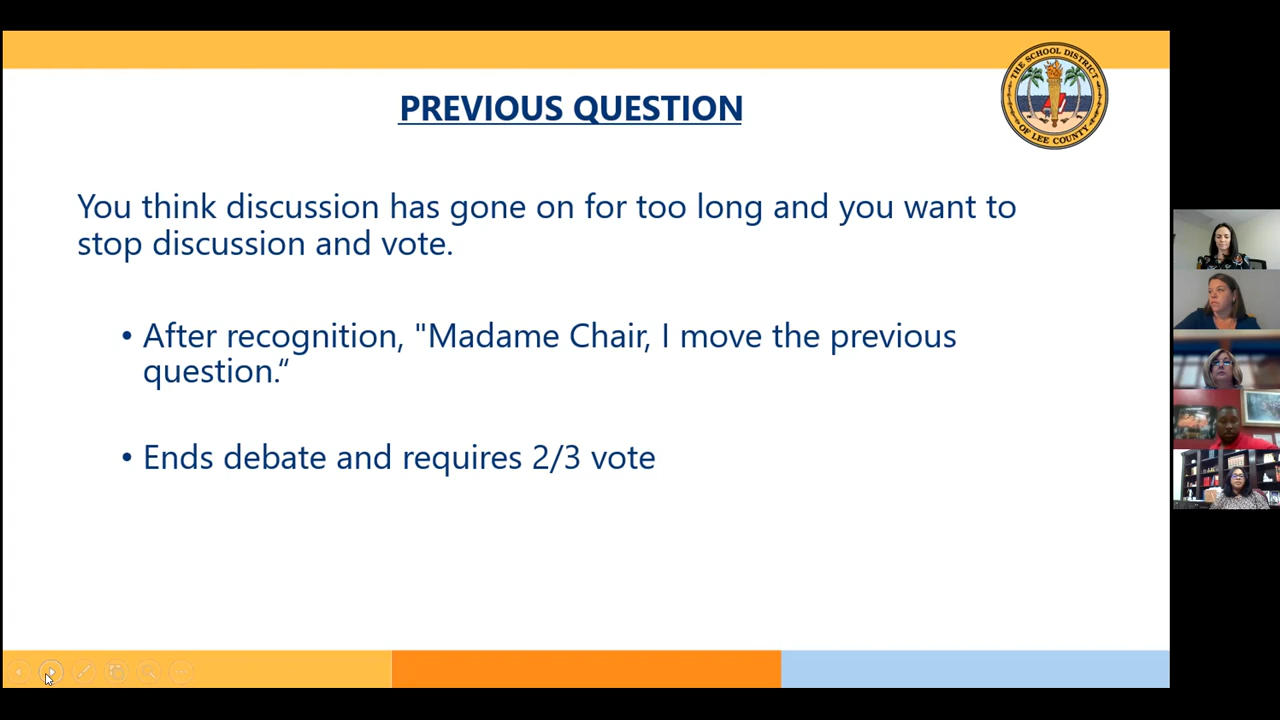 PREVIOUS QUESTION
THE SCHOOL DISTRICT
OF LEE COUNTY
You think discussion has gone on for too long and you want to
stop discussion and vote.
• After recognition, "Madame Chair, I move the previous
question.“
• Ends debate and requires 2/3 vote